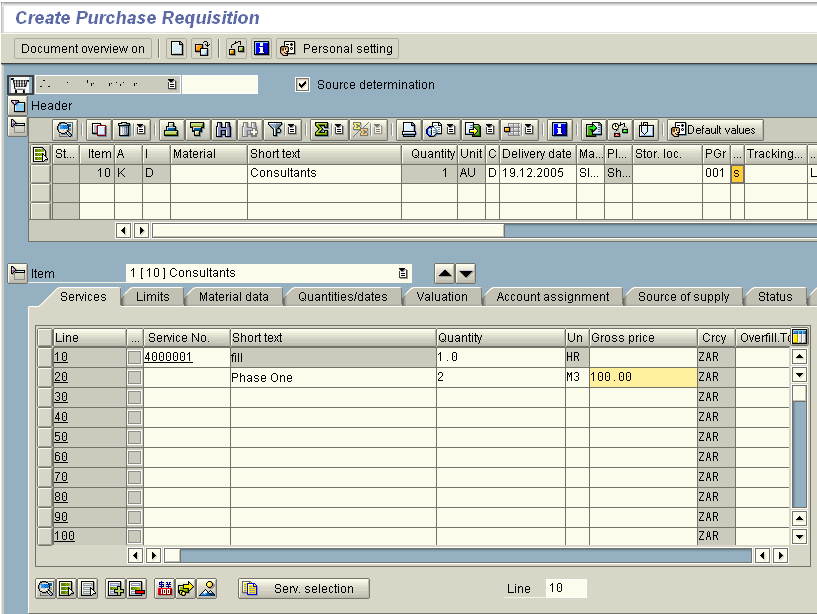 Create Purchase Requisition
Document overview on Personal setting
Source determination
Header
Default values
St... Item A I Material Short text Quantity Unit C Delivery date Ma... Pl... Stor. loc. PGr ... Tracking... ...
10 K D Consultants 1 AU D 19.12.2005 Sl... Sh... 001 s L
Item 1 [ 10 ] Consultants
Services Limits Material data Quantities/dates Valuation Account assignment Source of supply Status
Line ... Service No. Short text Quantity Un Gross price Crcy Overfill.To
10 4000001 fill 1.0 HR ZAR
20 Phase One 2 M3 100.00 ZAR
30 ZAR
40 ZAR
50 ZAR
60 ZAR
70 ZAR
80 ZAR
90 ZAR
100 ZAR
Serv. selection Line 10